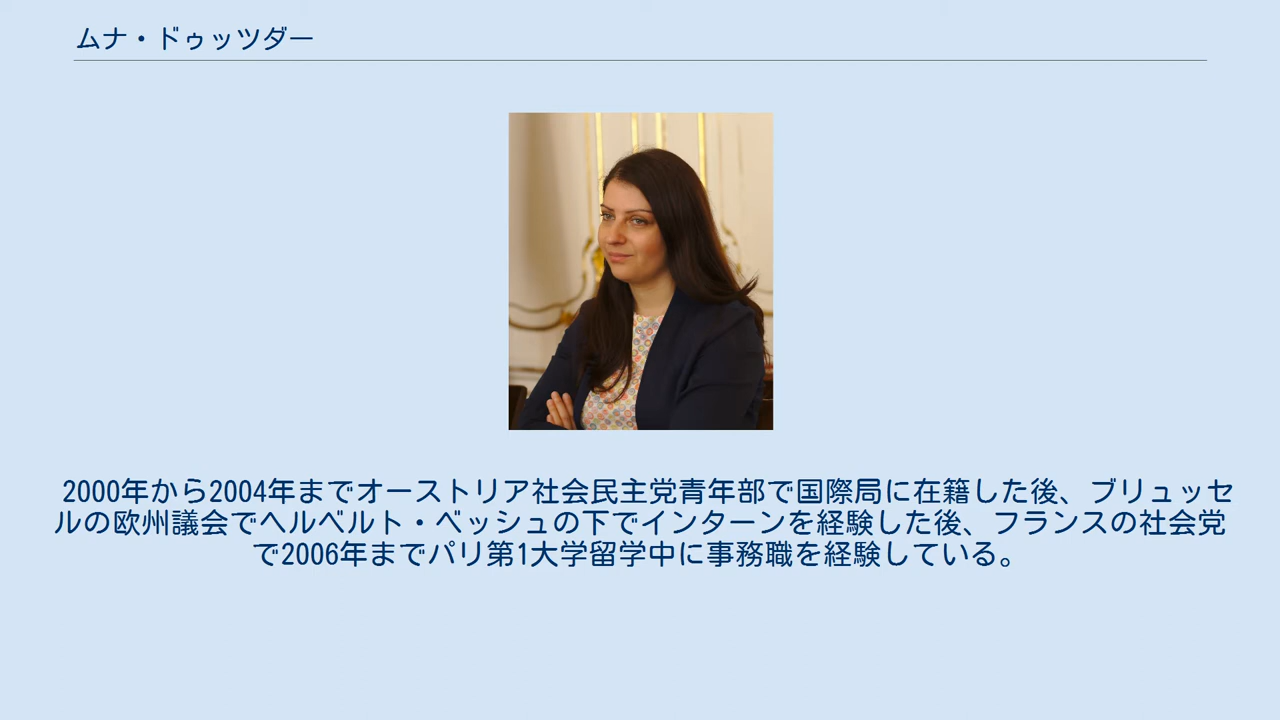 ムナ・ドゥッツダー
2000年から2004年までオーストリア社会民主党青年部で国際局に在籍した後、ブリュッセ
ルの欧州議会でヘルベルト・ベッシュの下でインターンを経験した後、フランスの社会党
で2006年までパリ第1大学留学中に事務職を経験している。